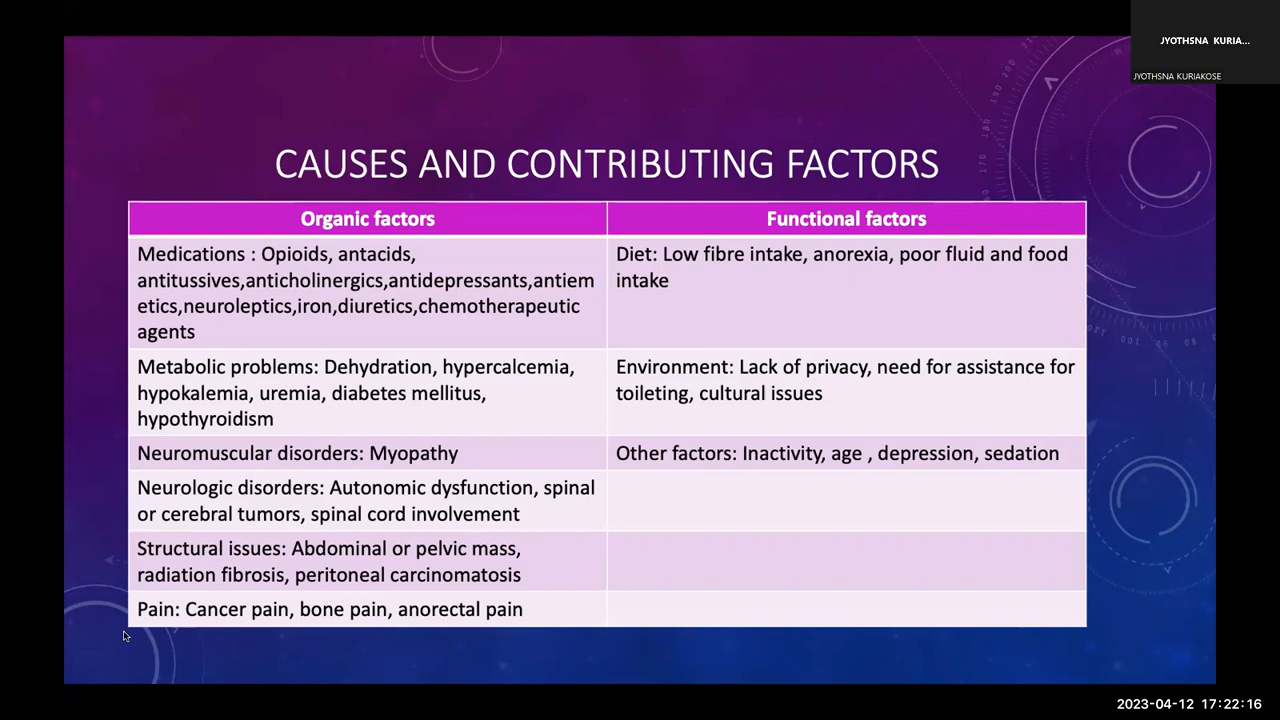 JYOTHSNA KURIA...
JYOTHSNA KURIAKOSE
CAUSES AND CONTRIBUTING FACTORS
Organic factors
Functional factors
Medications : Opioids, antacids,
antitussives,anticholinergics,antidepressants,antiem
etics,neuroleptics,iron,diuretics,chemotherapeutic
agents
Diet: Low fibre intake, anorexia, poor fluid and food
intake
Metabolic problems: Dehydration, hypercalcemia,
hypokalemia, uremia, diabetes mellitus,
hypothyroidism
Environment: Lack of privacy, need for assistance for
toileting, cultural issues
Neuromuscular disorders: Myopathy
Other factors: Inactivity, age , depression, sedation
Neurologic disorders: Autonomic dysfunction, spinal
or cerebral tumors, spinal cord involvement
Structural issues: Abdominal or pelvic mass,
radiation fibrosis, peritoneal carcinomatosis
Pain: Cancer pain, bone pain, anorectal pain
2023-04-12 17:22:16